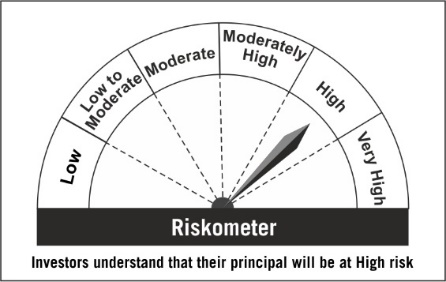 Low
Low to
Moderate
Moderate
Moderately
High
High
Very High
Riskometer
Investors understand that their principal will be at High risk